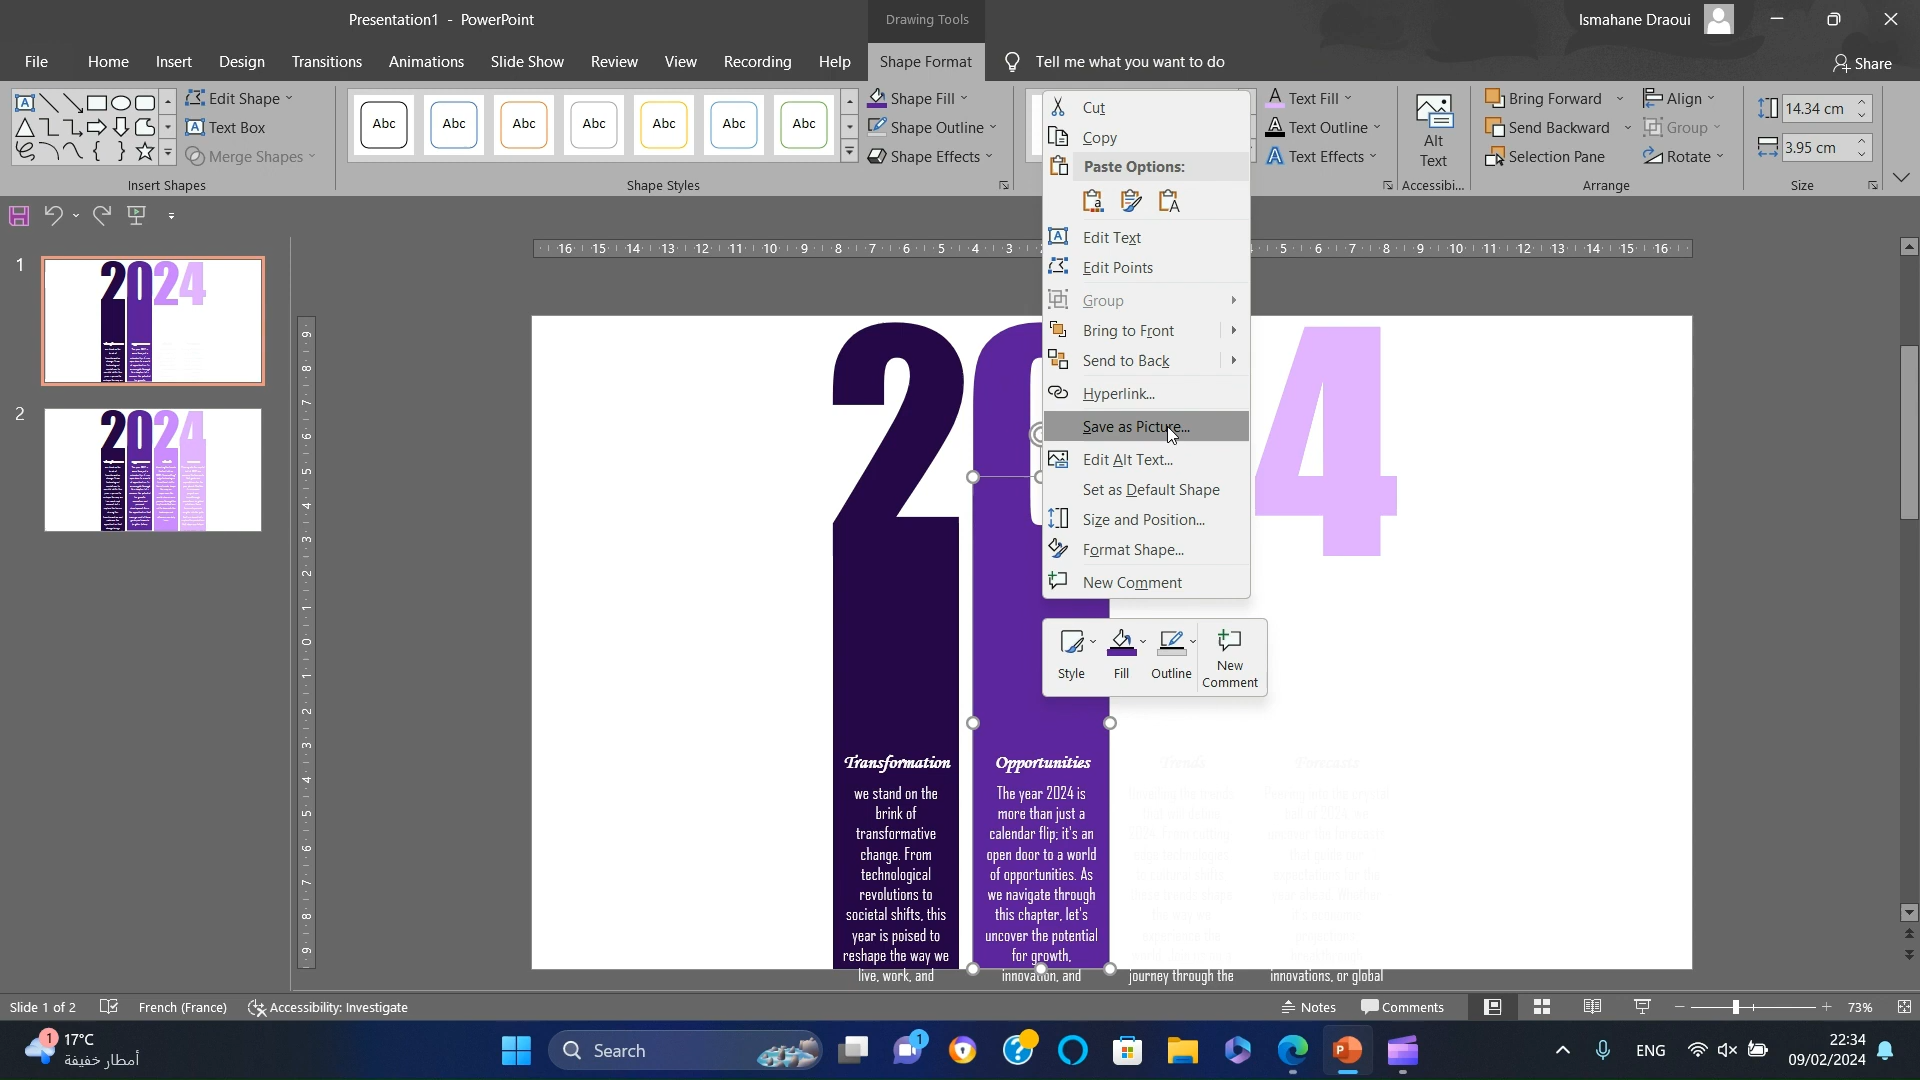 Presentation1 - PowerPoint
Drawing Tools
Ismahane Draoui
File Home Insert Design Transitions Animations Slide Show Review View Recording Help Shape Format Tell me what you want to do Share
Edit Shape
Text Box
Merge Shapes
Insert Shapes
Abc Abc Abc Abc Abc Abc Abc
Shape Styles
Shape Fill
Shape Outline
Shape Effects
Text Fill
Text Outline
Text Effects
Alt
Text
Accessibi...
Bring Forward
Send Backward
Selection Pane
Align
Group
Rotate
Arrange
14.34 cm
3.95 cm
Size
Cut
Copy
Paste Options:
Edit Text
Edit Points
Group
Bring to Front
Send to Back
Hyperlink...
Save as Picture...
Edit Alt Text...
Set as Default Shape
Size and Position...
Format Shape...
New Comment
Style
Fill
Outline
New
Comment
1
2024
2
2024
2 4
Transformation
we stand on the
brink of
transformative
change. From
technological
revolutions to
societal shifts, this
year is poised to
reshape the way we
live, work, and
Opportunities
The year 2024 is
more than just a
calendar flip; it's an
open door to a world
of opportunities. As
we navigate through
this chapter, let's
uncover the potential
for growth,
innovation, and
Trends
journey through the
Forecasts
innovations, or global
Slide 1 of 2
French (France)
Accessibility: Investigate
Notes
Comments
73%
1
17°C
أمطار خفيفة
Search
1
ENG
22:34
09/02/2024